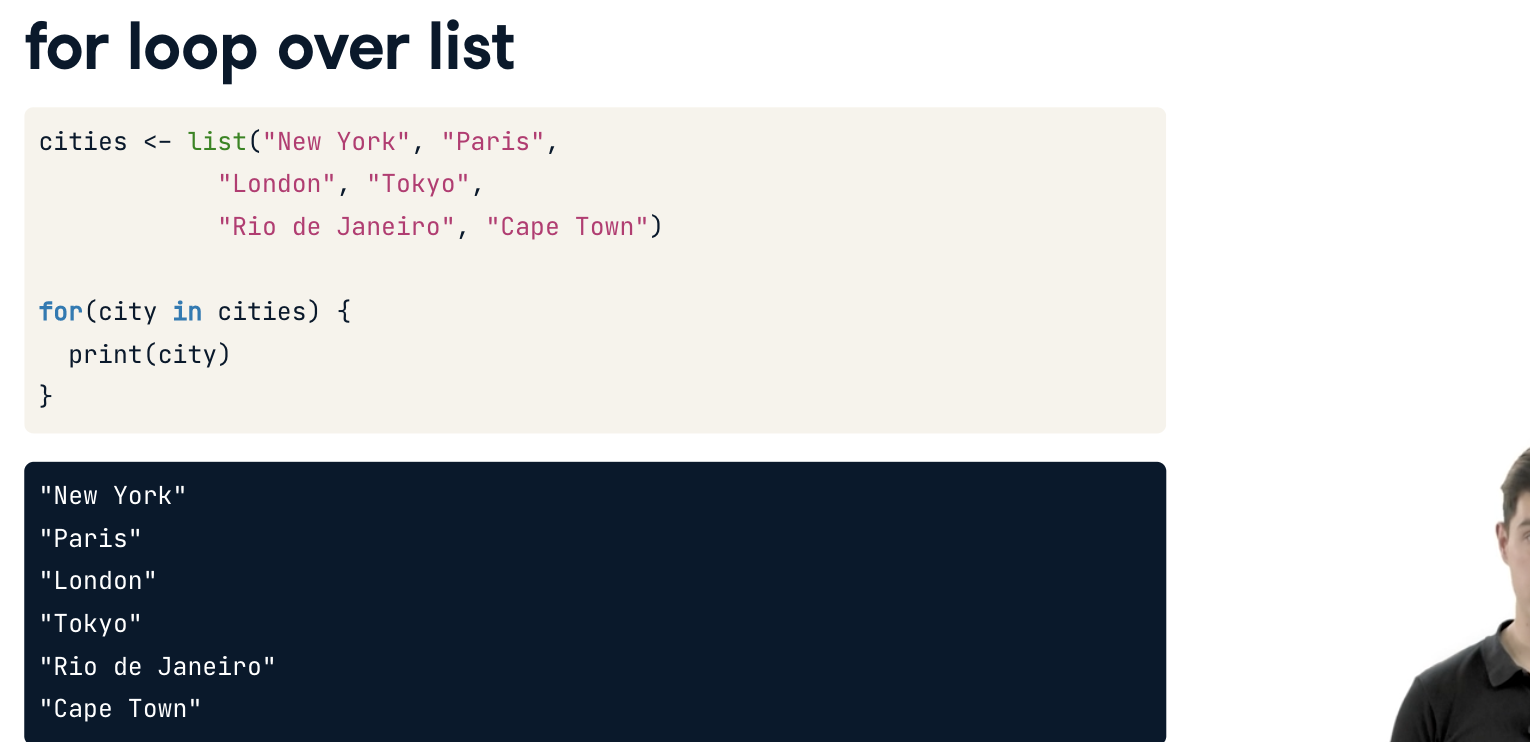 for loop over list
cities <- list("New York", "Paris",
            "London", "Tokyo",
            "Rio de Janeiro", "Cape Town")
for(city in cities) {
  print(city)
}
"New York"
"Paris"
"London"
"Tokyo"
"Rio de Janeiro"
"Cape Town"